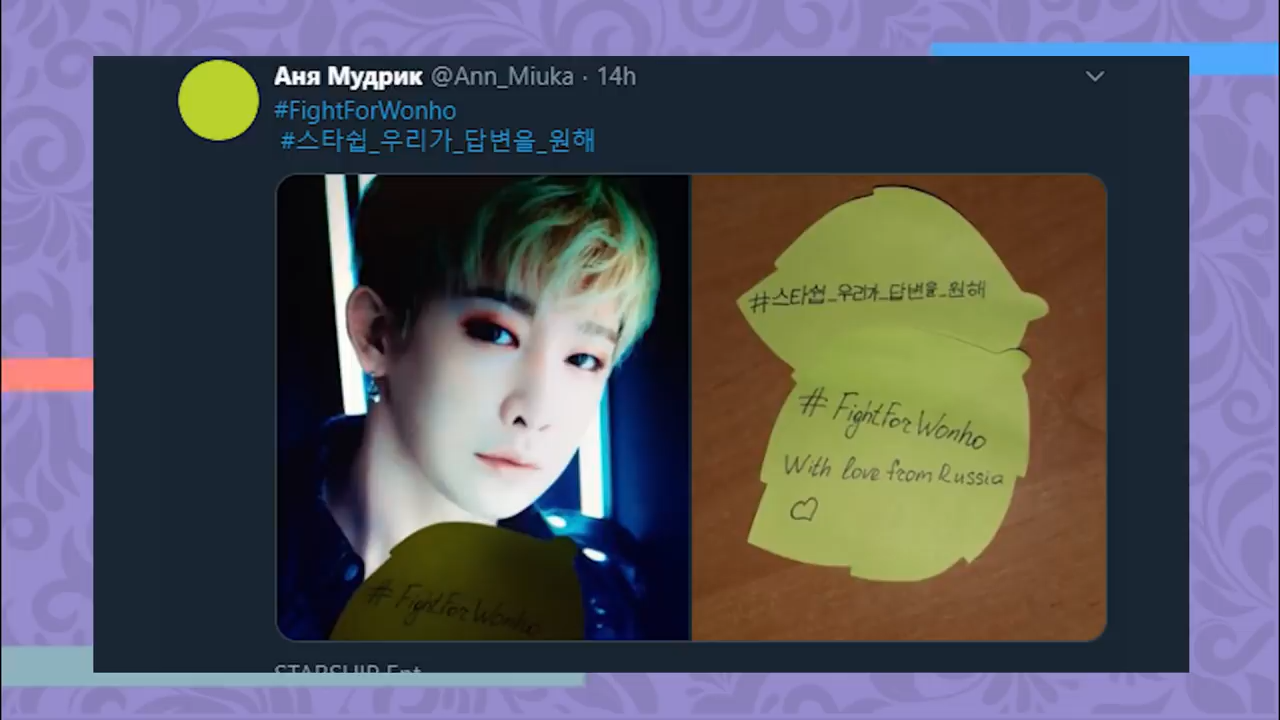 Аня Мудрик @Ann_Miuka · 14h
#FightForWonho
#스타쉽_우리가_답변을_원해
#스타쉽_우리가_답변을_원해
# FightForWonho
With love from Russia
# FightForWonho
STARSHIP Ent